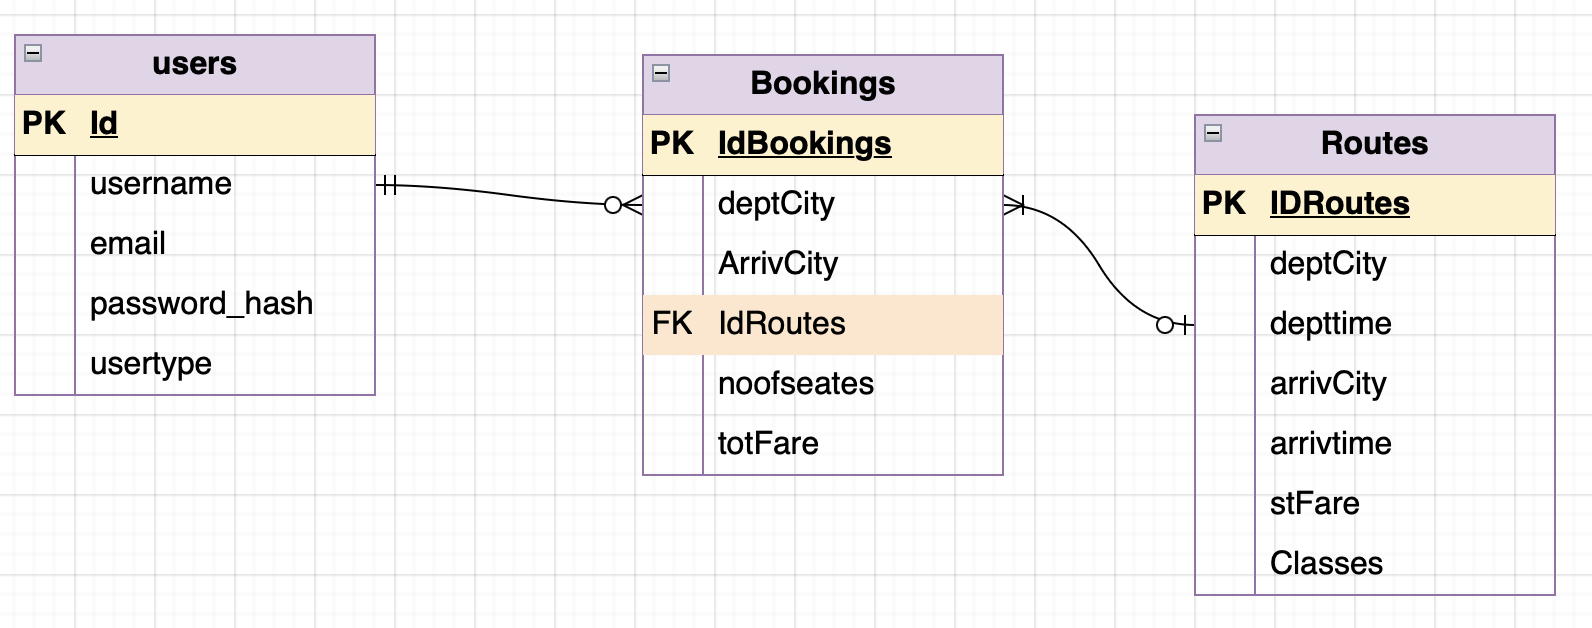 users
PK Id
username
email
password_hash
usertype
Bookings
PK IdBookings
deptCity
ArrivCity
FK IdRoutes
noofseates
totFare
Routes
PK IDRoutes
deptCity
depttime
arrivCity
arrivtime
stFare
Classes